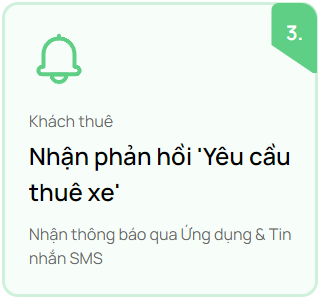 3.
Khách thuê
Nhận phản hồi 'Yêu cầu
thuê xe'
Nhận thông báo qua Ứng dụng & Tin
nhắn SMS